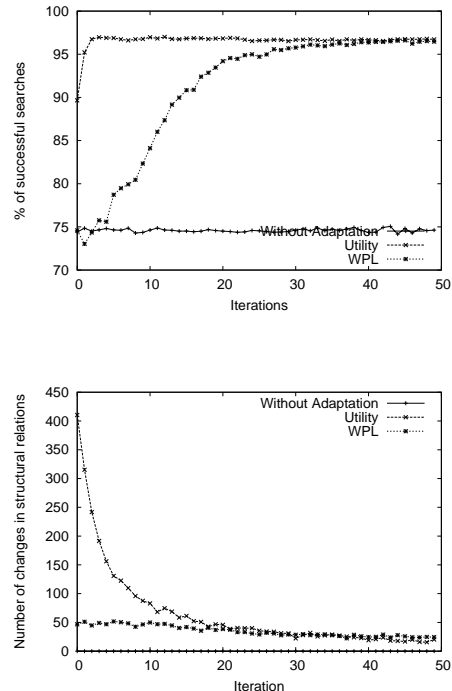 % of successful searches
100
95
90
85
80
75
70
0 10 20 30 40 50
Iterations
Without Adaptation
Utility
WPL
Number of changes in structural relations
450
400
350
300
250
200
150
100
50
0
0 10 20 30 40 50
Iteration
Without Adaptation
Utility
WPL